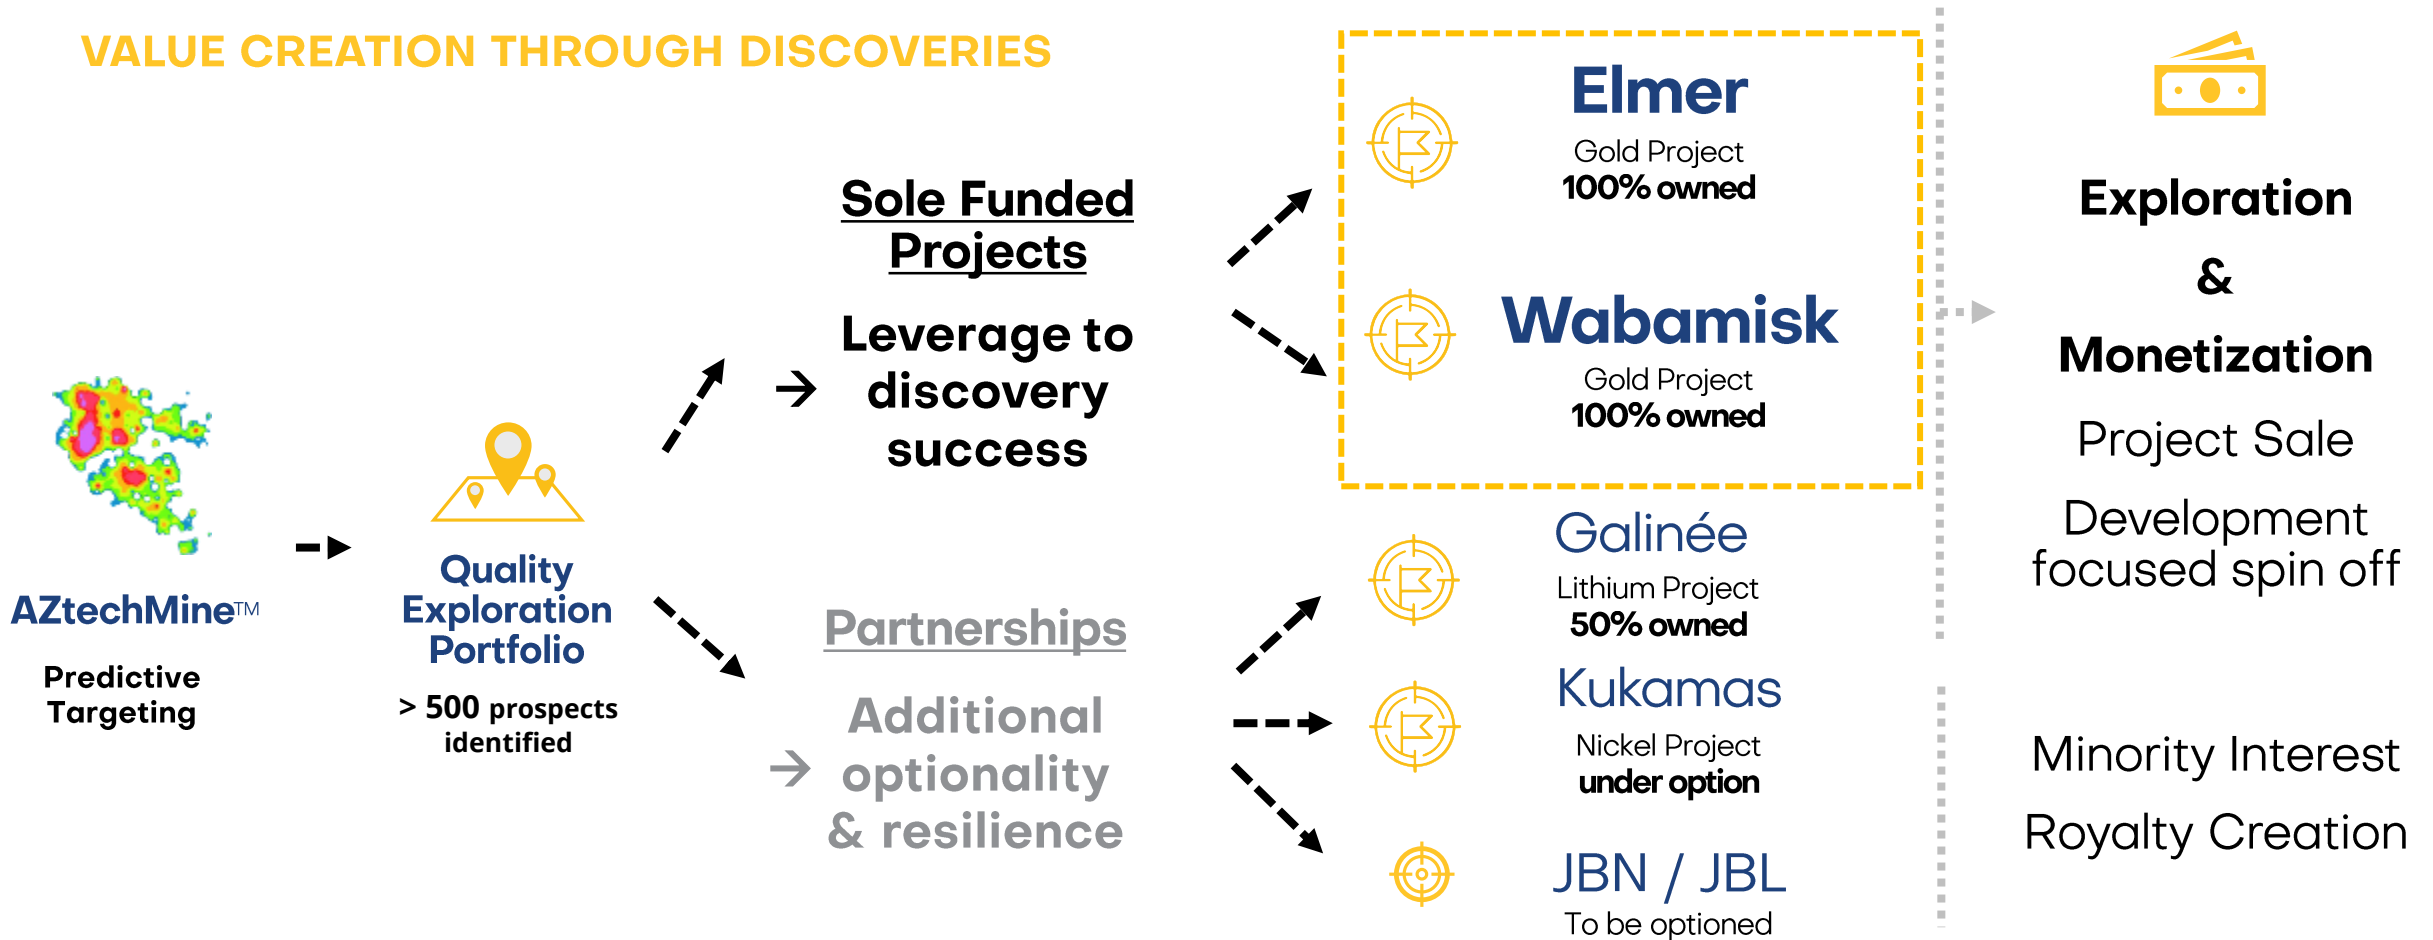 VALUE CREATION THROUGH DISCOVERIES
AZtechMine™
Predictive
Targeting
Quality
Exploration
Portfolio
> 500 prospects
identified
Sole Funded
Projects
→ Leverage to
discovery
success
Partnerships
→ Additional
optionality
& resilience
Elmer
Gold Project
100% owned
Wabamisk
Gold Project
100% owned
Galinée
Lithium Project
50% owned
Kukamas
Nickel Project
under option
JBN / JBL
To be optioned
Exploration
&
Monetization
Project Sale
Development
focused spin off
Minority Interest
Royalty Creation